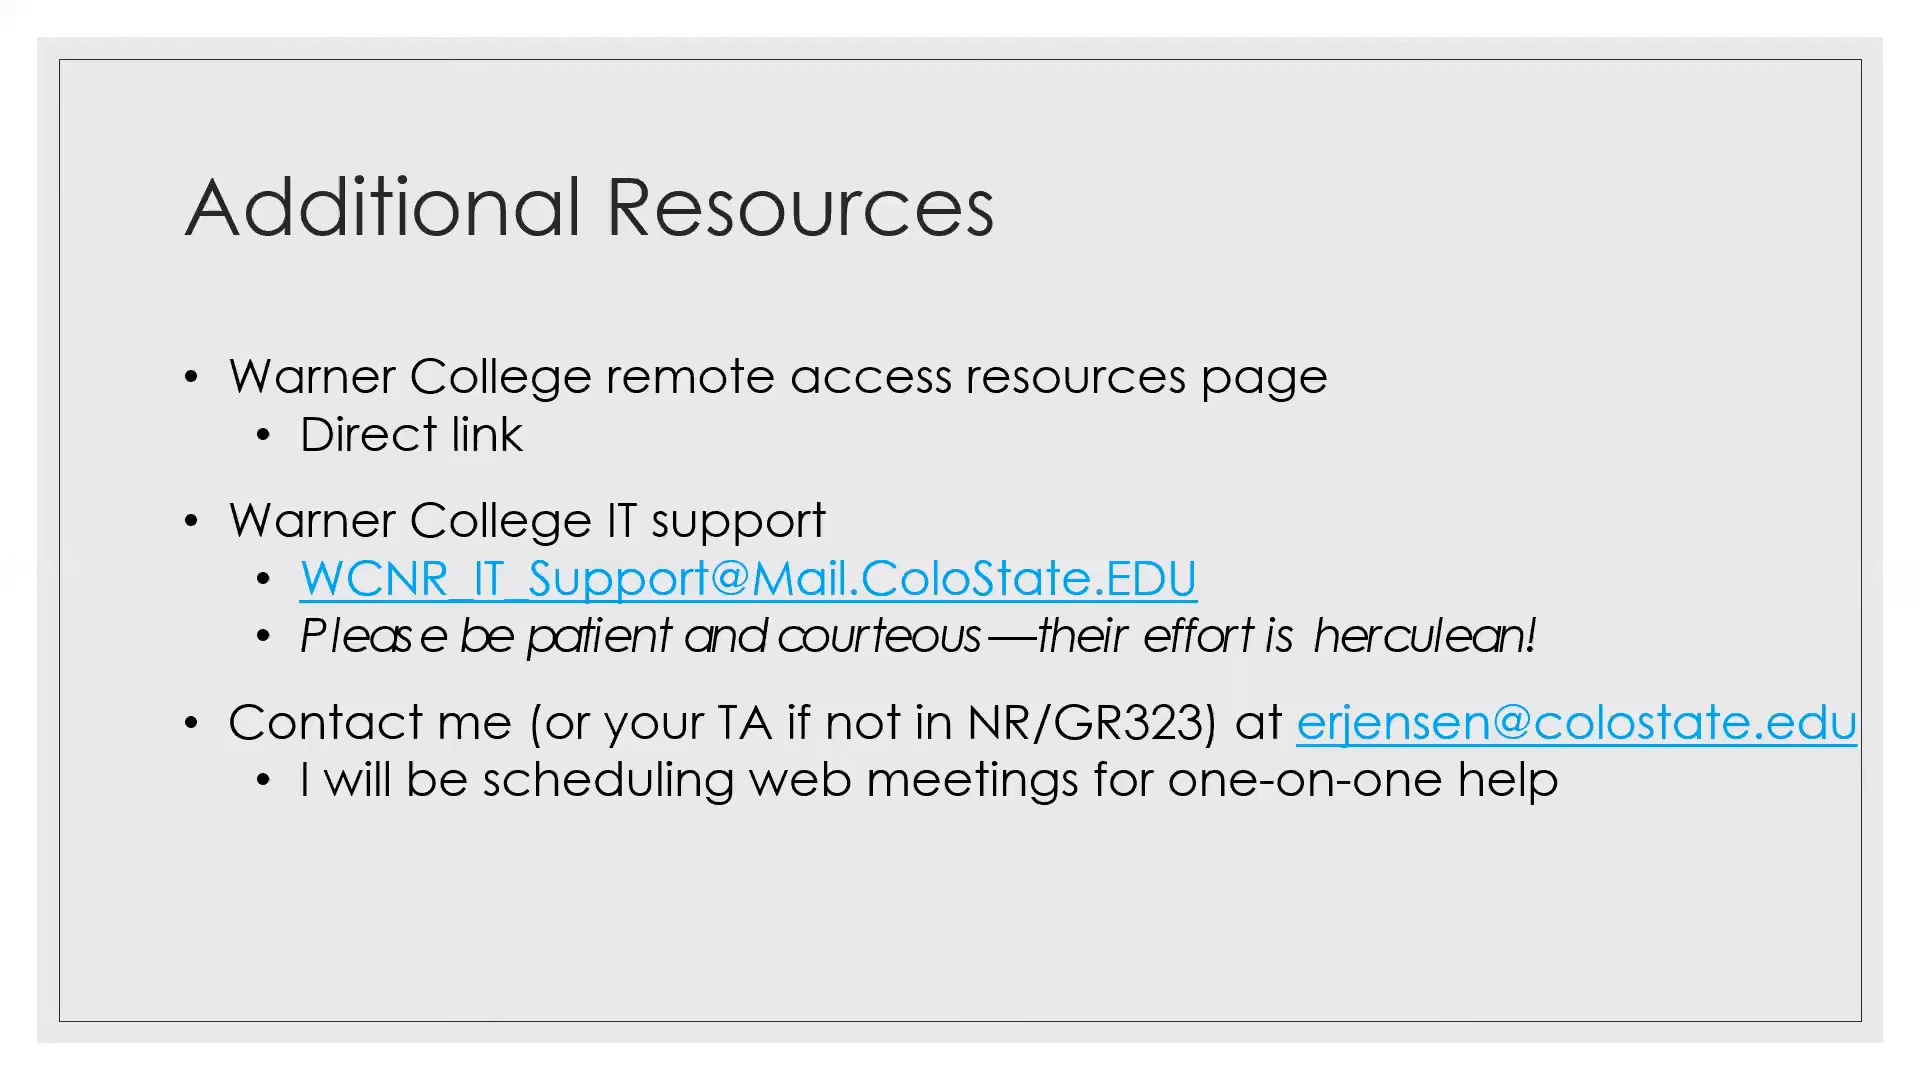 Additional Resources
• Warner College remote access resources page
• Direct link
• Warner College IT support
• WCNR_IT_Support@Mail.ColoState.EDU
• Please be patient and courteous—their effort is herculean!
• Contact me (or your TA if not in NR/GR323) at erjensen@colostate.edu
• I will be scheduling web meetings for one-on-one help